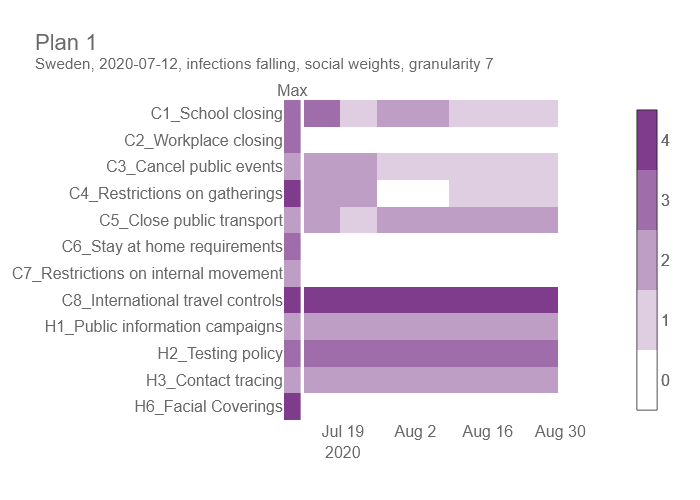 Plan 1
Sweden, 2020-07-12, infections falling, social weights, granularity 7
Max
C1_School closing
C2_Workplace closing
C3_Cancel public events
C4_Restrictions on gatherings
C5_Close public transport
C6_Stay at home requirements
C7_Restrictions on internal movement
C8_International travel controls
H1_Public information campaigns
H2_Testing policy
H3_Contact tracing
H6_Facial Coverings
Jul 19 Aug 2 Aug 16 Aug 30
2020
4
3
2
1
0